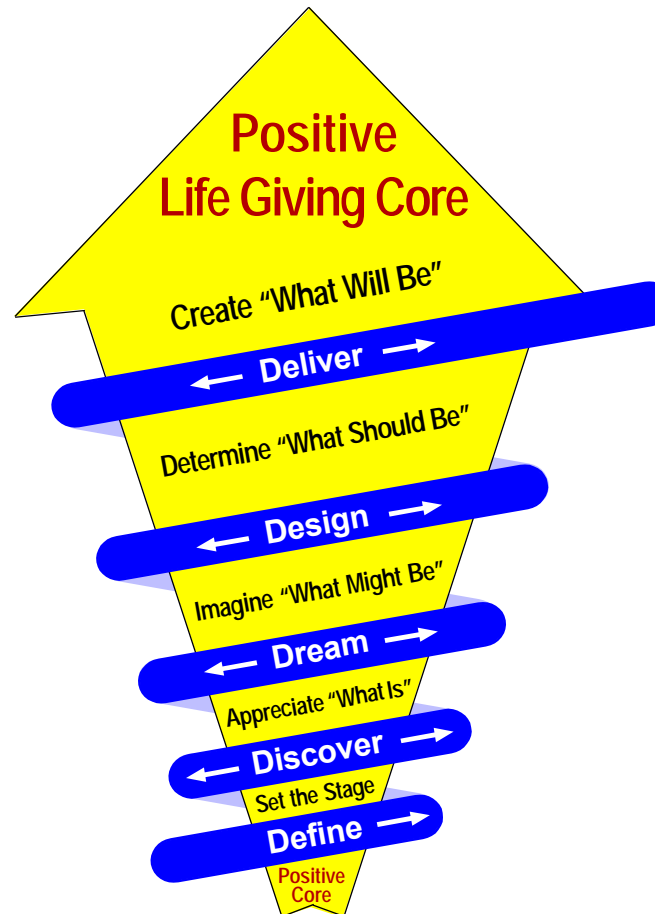 Positive
Life Giving Core
Create “What Will Be”
Deliver
Determine “What Should Be”
Design
Imagine “What Might Be”
Dream
Appreciate “What Is”
Discover
Set the Stage
Define
Positive
Core